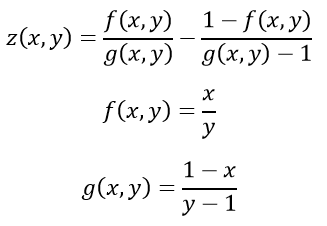 z(x,y) = f(x,y)/g(x,y) − (1−f(x,y))/(g(x,y)−1)
f(x,y) = x/y
g(x,y) = (1−x)/(y−1)